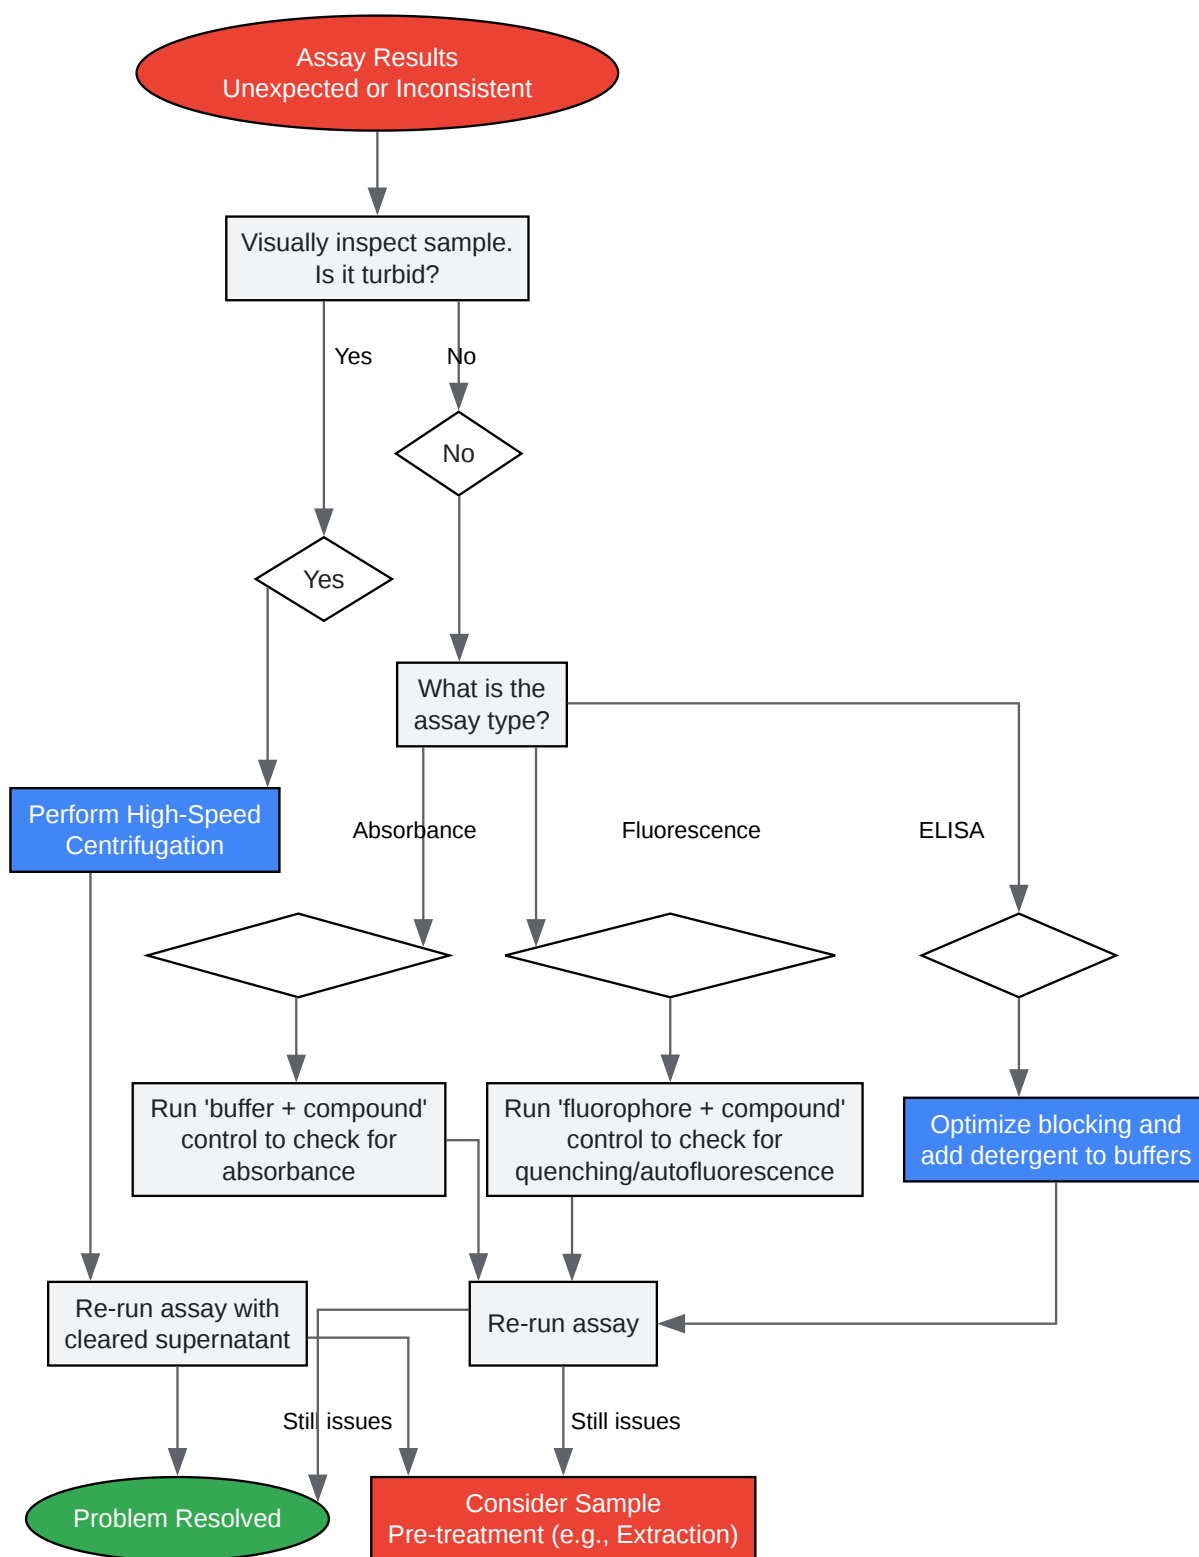 Assay Results
Unexpected or Inconsistent
Visually inspect sample.
Is it turbid?
Yes
No
No
Yes
What is the
assay type?
Perform High-Speed
Centrifugation
Absorbance
Fluorescence
ELISA
Run 'buffer + compound'
control to check for
absorbance
Run 'fluorophore + compound'
control to check for
quenching/autofluorescence
Optimize blocking and
add detergent to buffers
Re-run assay with
cleared supernatant
Re-run assay
Still issues
Still issues
Problem Resolved
Consider Sample
Pre-treatment (e.g., Extraction)